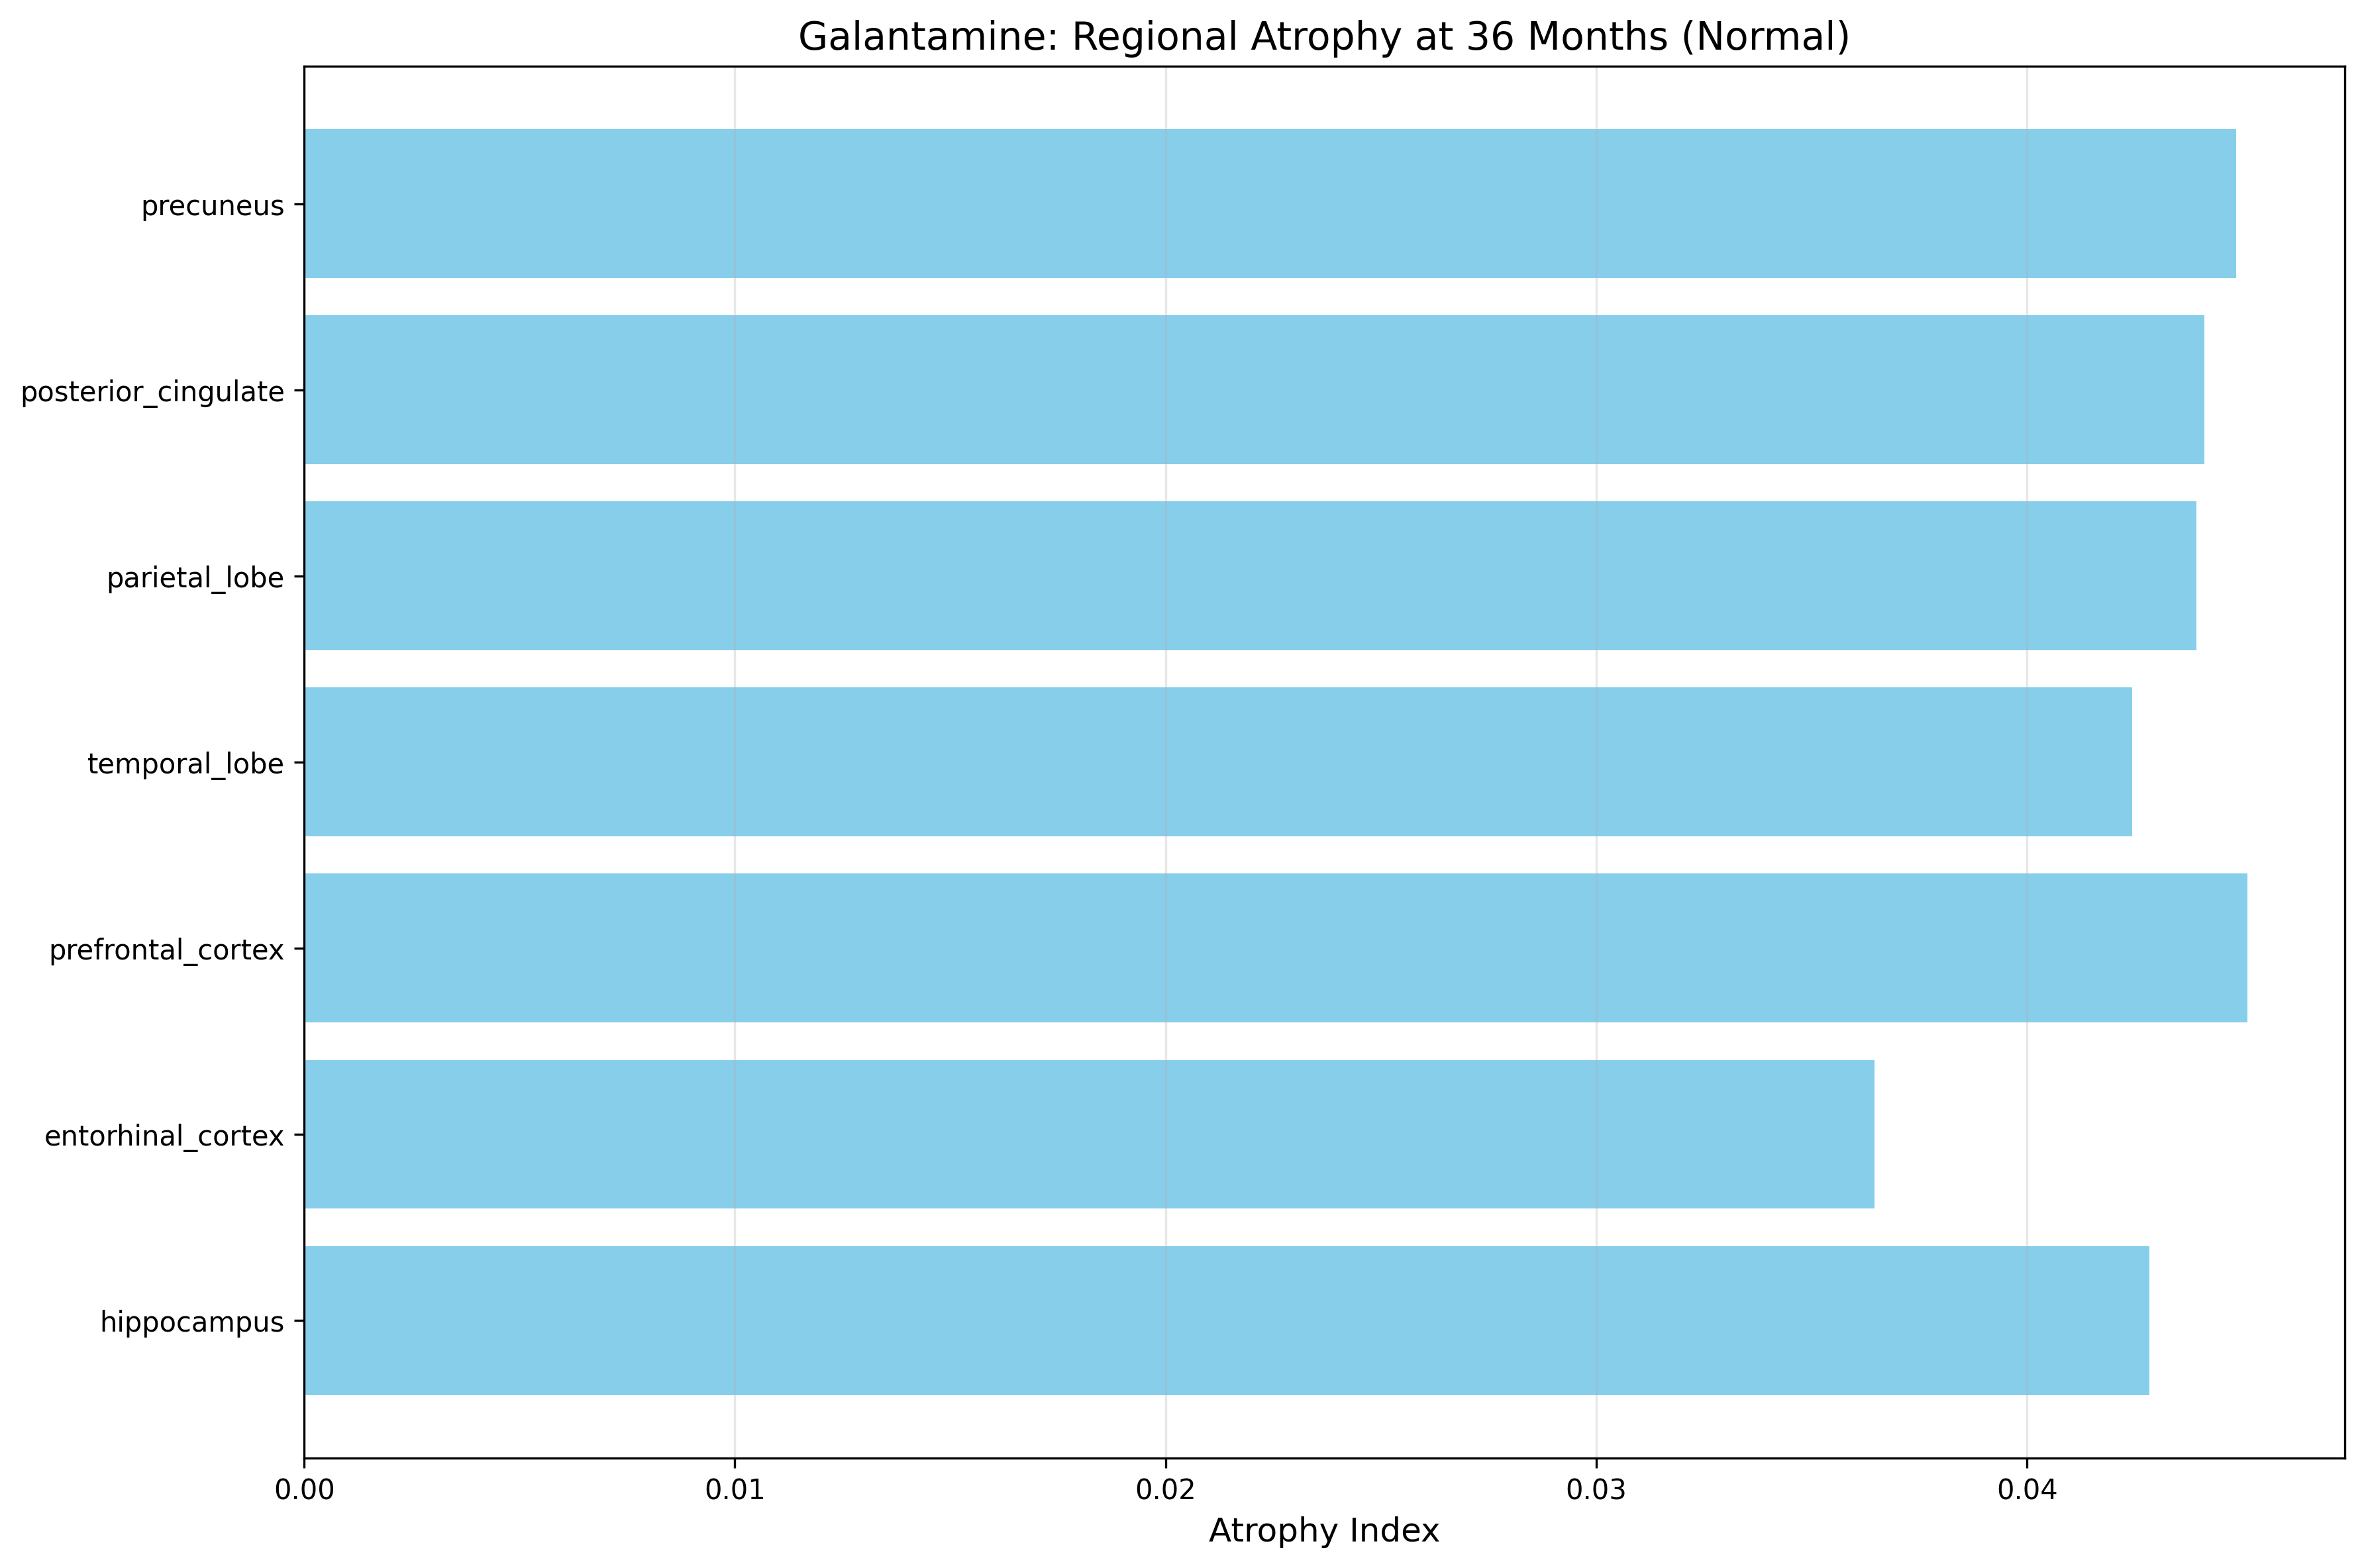 Galantamine: Regional Atrophy at 36 Months (Normal)
precuneus
posterior_cingulate
parietal_lobe
temporal_lobe
prefrontal_cortex
entorhinal_cortex
hippocampus
0.00 0.01 0.02 0.03 0.04
Atrophy Index